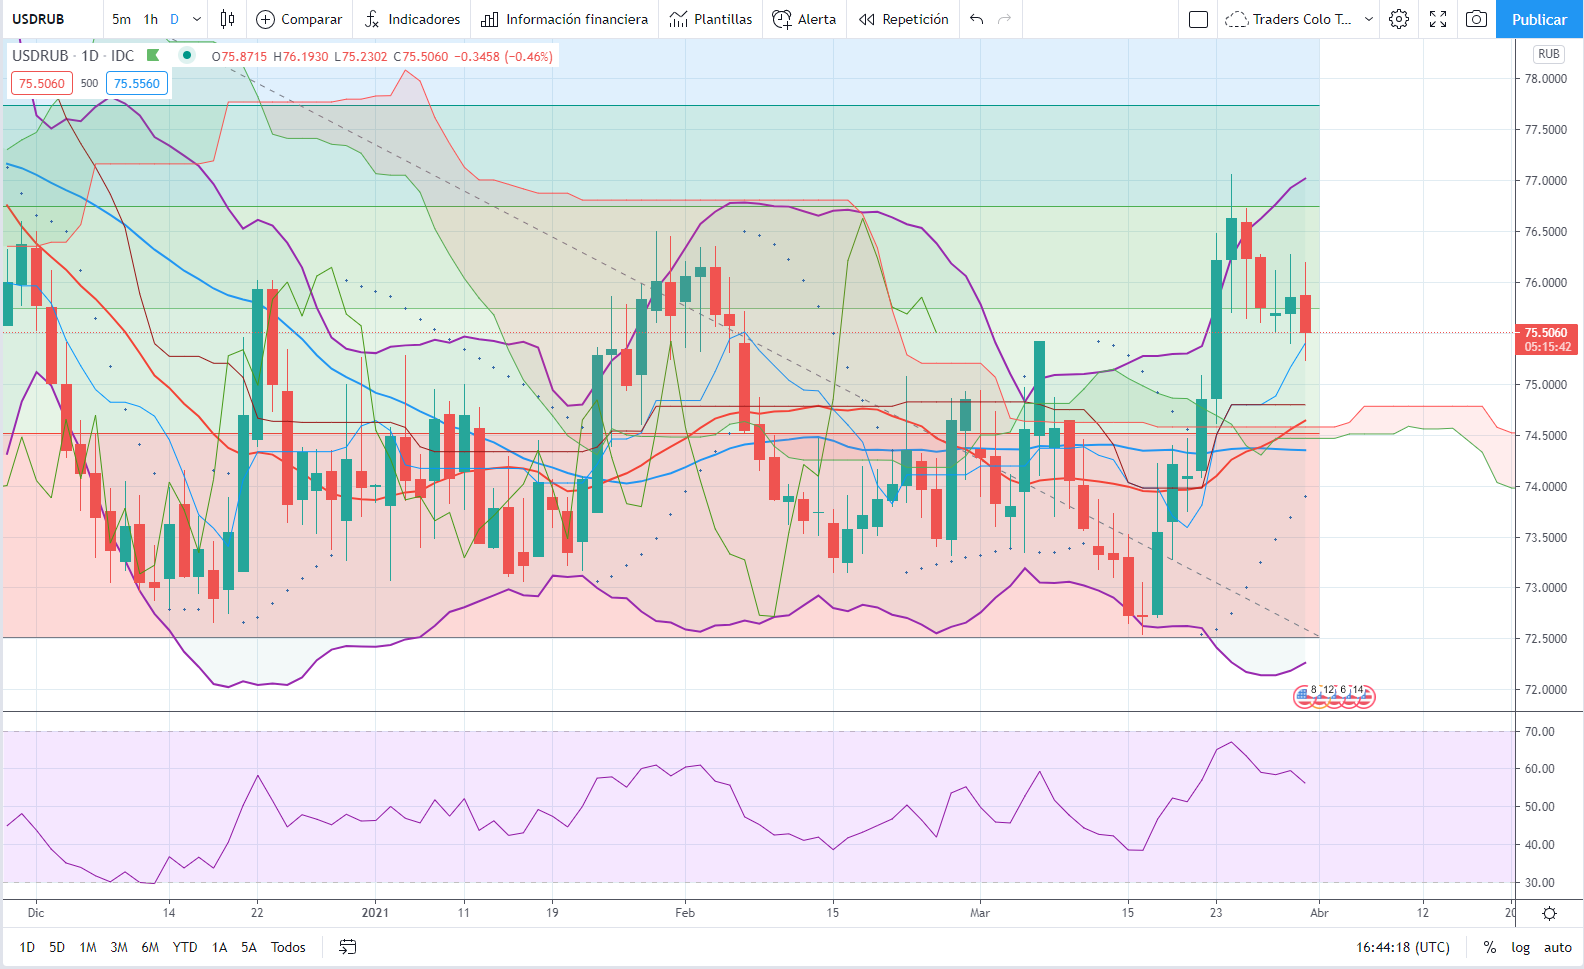 USDRUB 5m 1h D Comparar Indicadores Información financiera Plantillas Alerta Repetición Traders Colo T... Publicar
USDRUB · 1D · IDC O75.8715 H76.1930 L75.2302 C75.5060 −0.3458 (−0.46%)
75.5060 500 75.5560
RUB
78.0000
77.5000
77.0000
76.5000
76.0000
75.5060
05:15:42
75.0000
74.5000
74.0000
73.5000
73.0000
72.5000
72.0000
8 12 6 14
70.00
60.00
50.00
40.00
30.00
Dic 14 22 2021 11 19 Feb 15 Mar 15 23 Abr 12 20
1D 5D 1M 3M 6M YTD 1A 5A Todos 16:44:18 (UTC) % log auto